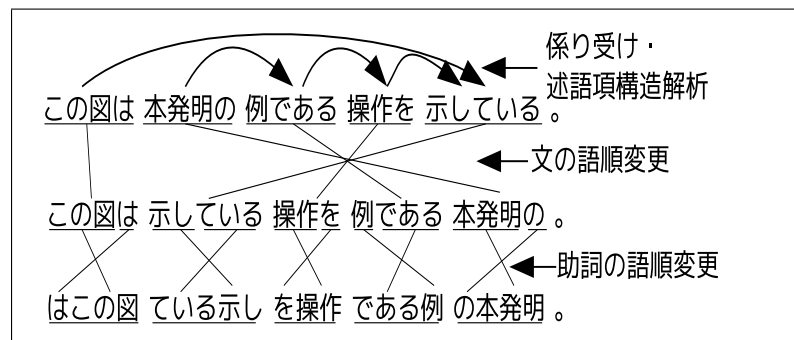 係り受け・
述語項構造解析
この図は 本発明の 例である 操作を 示している 。
文の語順変更
この図は 示している 操作を 例である 本発明の 。
助詞の語順変更
はこの図 ている示し を操作 である例 の本発明 。